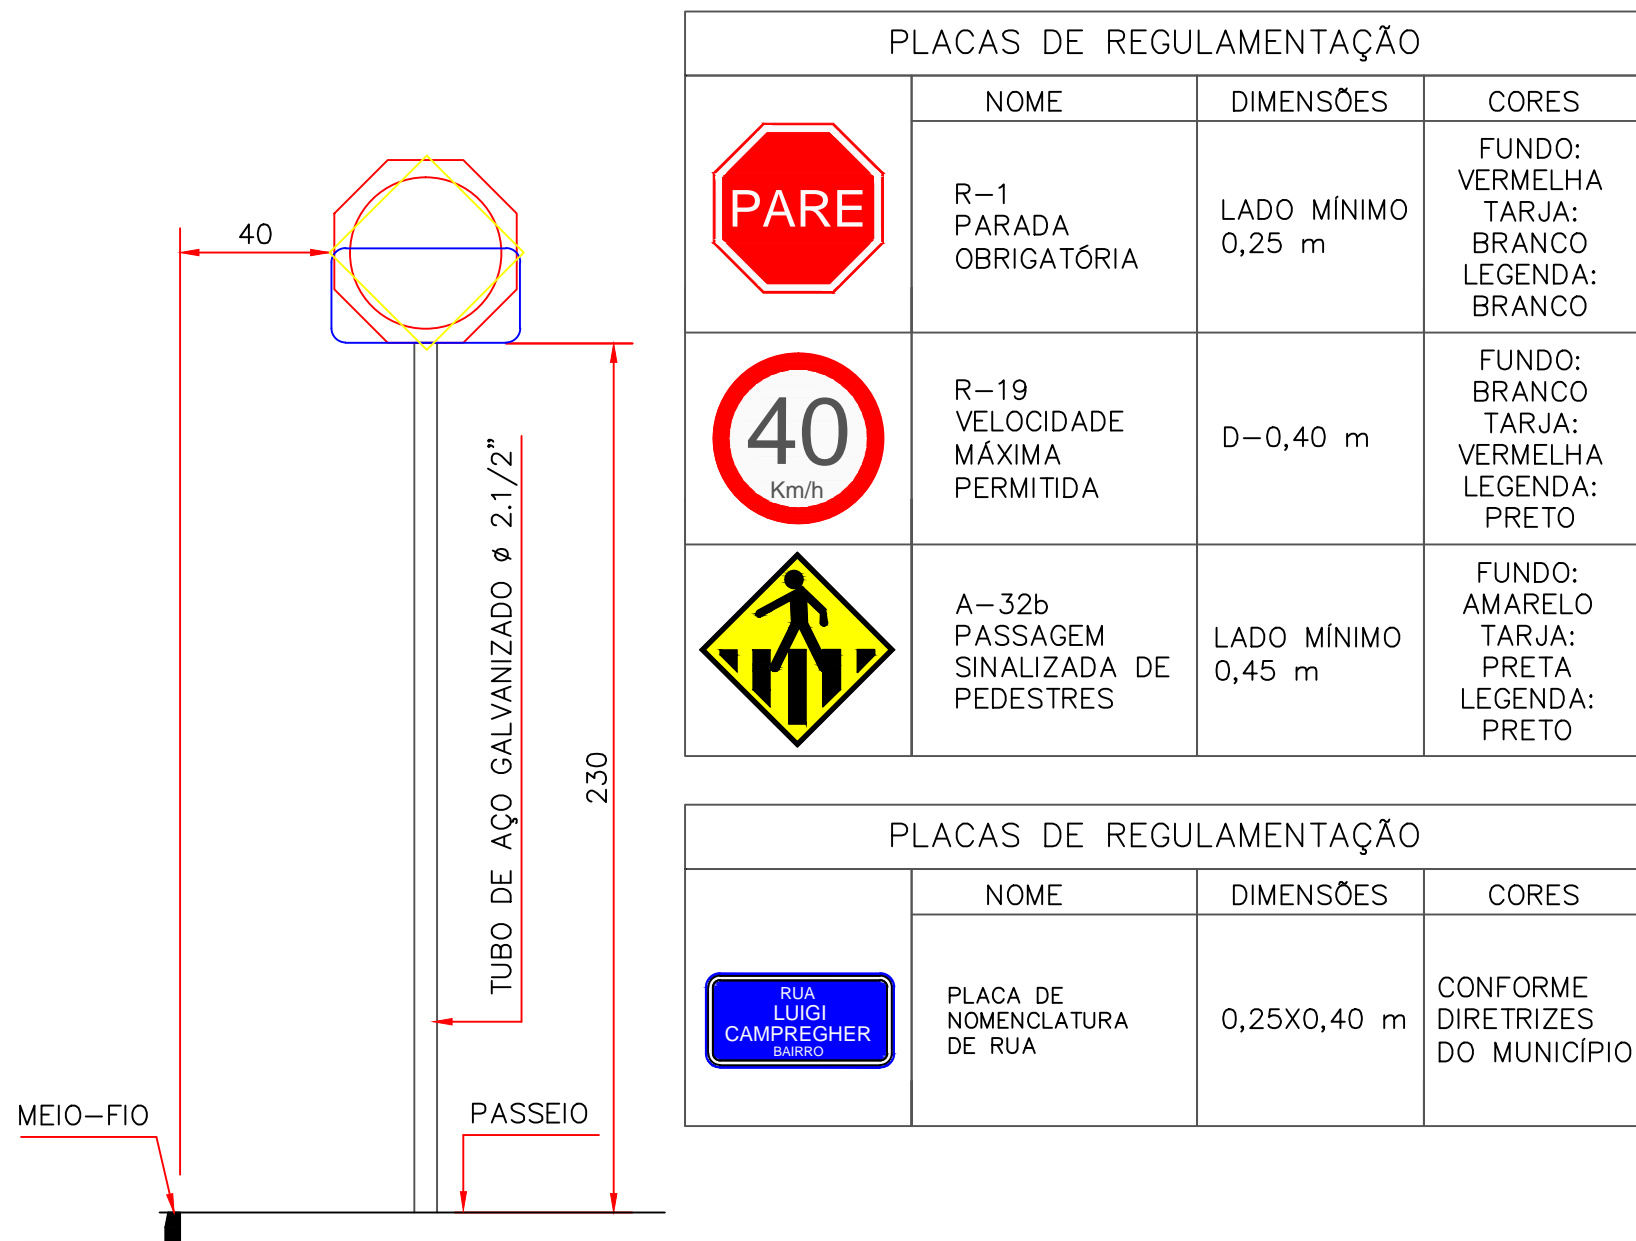 40
TUBO DE AÇO GALVANIZADO ø 2.1/2"
230
MEIO-FIO
PASSEIO
PLACAS DE REGULAMENTAÇÃO
NOME
DIMENSÕES
CORES
PARE
R-1
PARADA
OBRIGATÓRIA
LADO MÍNIMO
0,25 m
FUNDO:
VERMELHA
TARJA:
BRANCO
LEGENDA:
BRANCO
40
Km/h
R-19
VELOCIDADE
MÁXIMA
PERMITIDA
D-0,40 m
FUNDO:
BRANCO
TARJA:
VERMELHA
LEGENDA:
PRETO
A-32b
PASSAGEM
SINALIZADA DE
PEDESTRES
LADO MÍNIMO
0,45 m
FUNDO:
AMARELO
TARJA:
PRETA
LEGENDA:
PRETO
PLACAS DE REGULAMENTAÇÃO
NOME
DIMENSÕES
CORES
RUA
LUIGI
CAMPREGHER
BAIRRO
PLACA DE
NOMENCLATURA
DE RUA
0,25X0,40 m
CONFORME
DIRETRIZES
DO MUNICÍPIO